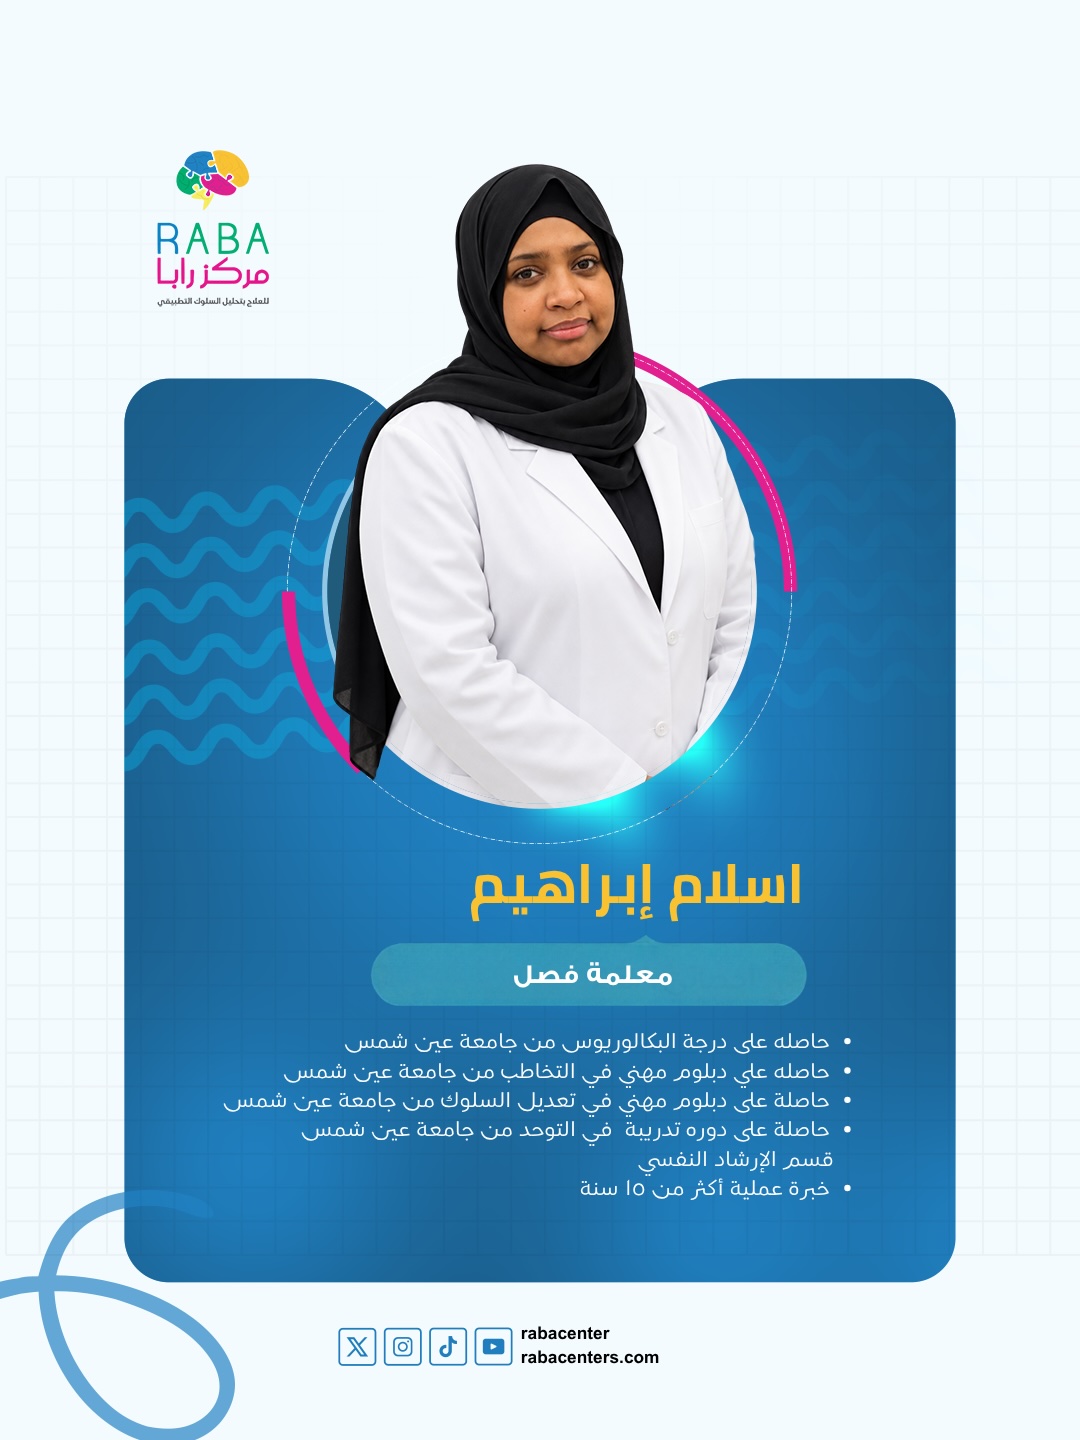 RABA
مركز رابا
للعلاج بتحليل السلوك التطبيقي
اسلام إبراهيم
معلمة فصل
• حاصله على درجة البكالوريوس من جامعة عين شمس
• حاصله علي دبلوم مهني في التخاطب من جامعة عين شمس
• حاصلة على دبلوم مهني في تعديل السلوك من جامعة عين شمس
• حاصلة على دوره تدريبة في التوحد من جامعة عين شمس
قسم الإرشاد النفسي
• خبرة عملية أكثر من ١٥ سنة
rabacenter
rabacenters.com